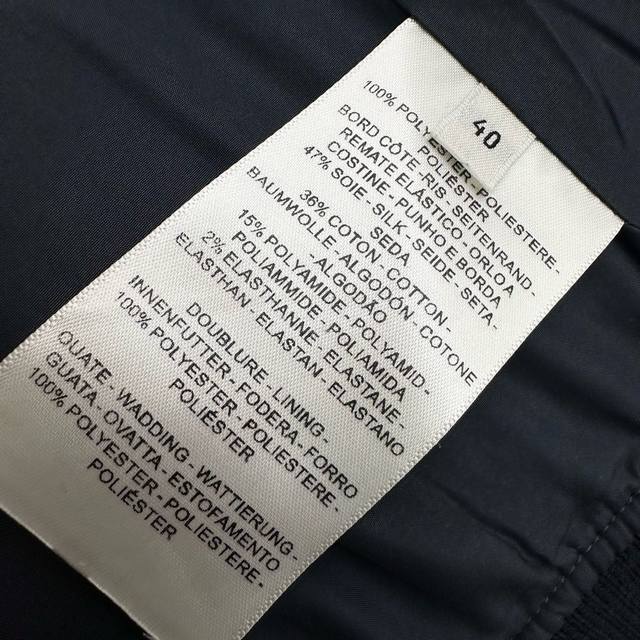 40
100% POLYESTER - POLIESTERE -
POLIÉSTER
BORD CÔTE - RIS - SEITENRAND -
REMATE ELÁSTICO - ORLOA
COSTINE - PUNHO E BORDA
47% SOIE - SILK - SEIDE - SETA -
SEDA
36% COTON - COTTON -
BAUMWOLLE - ALGODÓN - COTONE
- ALGODÃO
15% POLYAMIDE - POLYAMID -
POLIAMMIDE - POLIAMIDA
2% ELASTHANNE - ELASTANE -
ELASTHAN - ELASTAN - ELASTANO
DOUBLURE - LINING -
INNENFUTTER - FODERA - FORRO
100% POLYESTER - POLIESTERE -
POLIÉSTER
OUATE - WADDING - WATTIERUNG -
GUATA - OVATTA - ESTOFAMENTO
100% POLYESTER - POLIESTERE -
POLIÉSTER